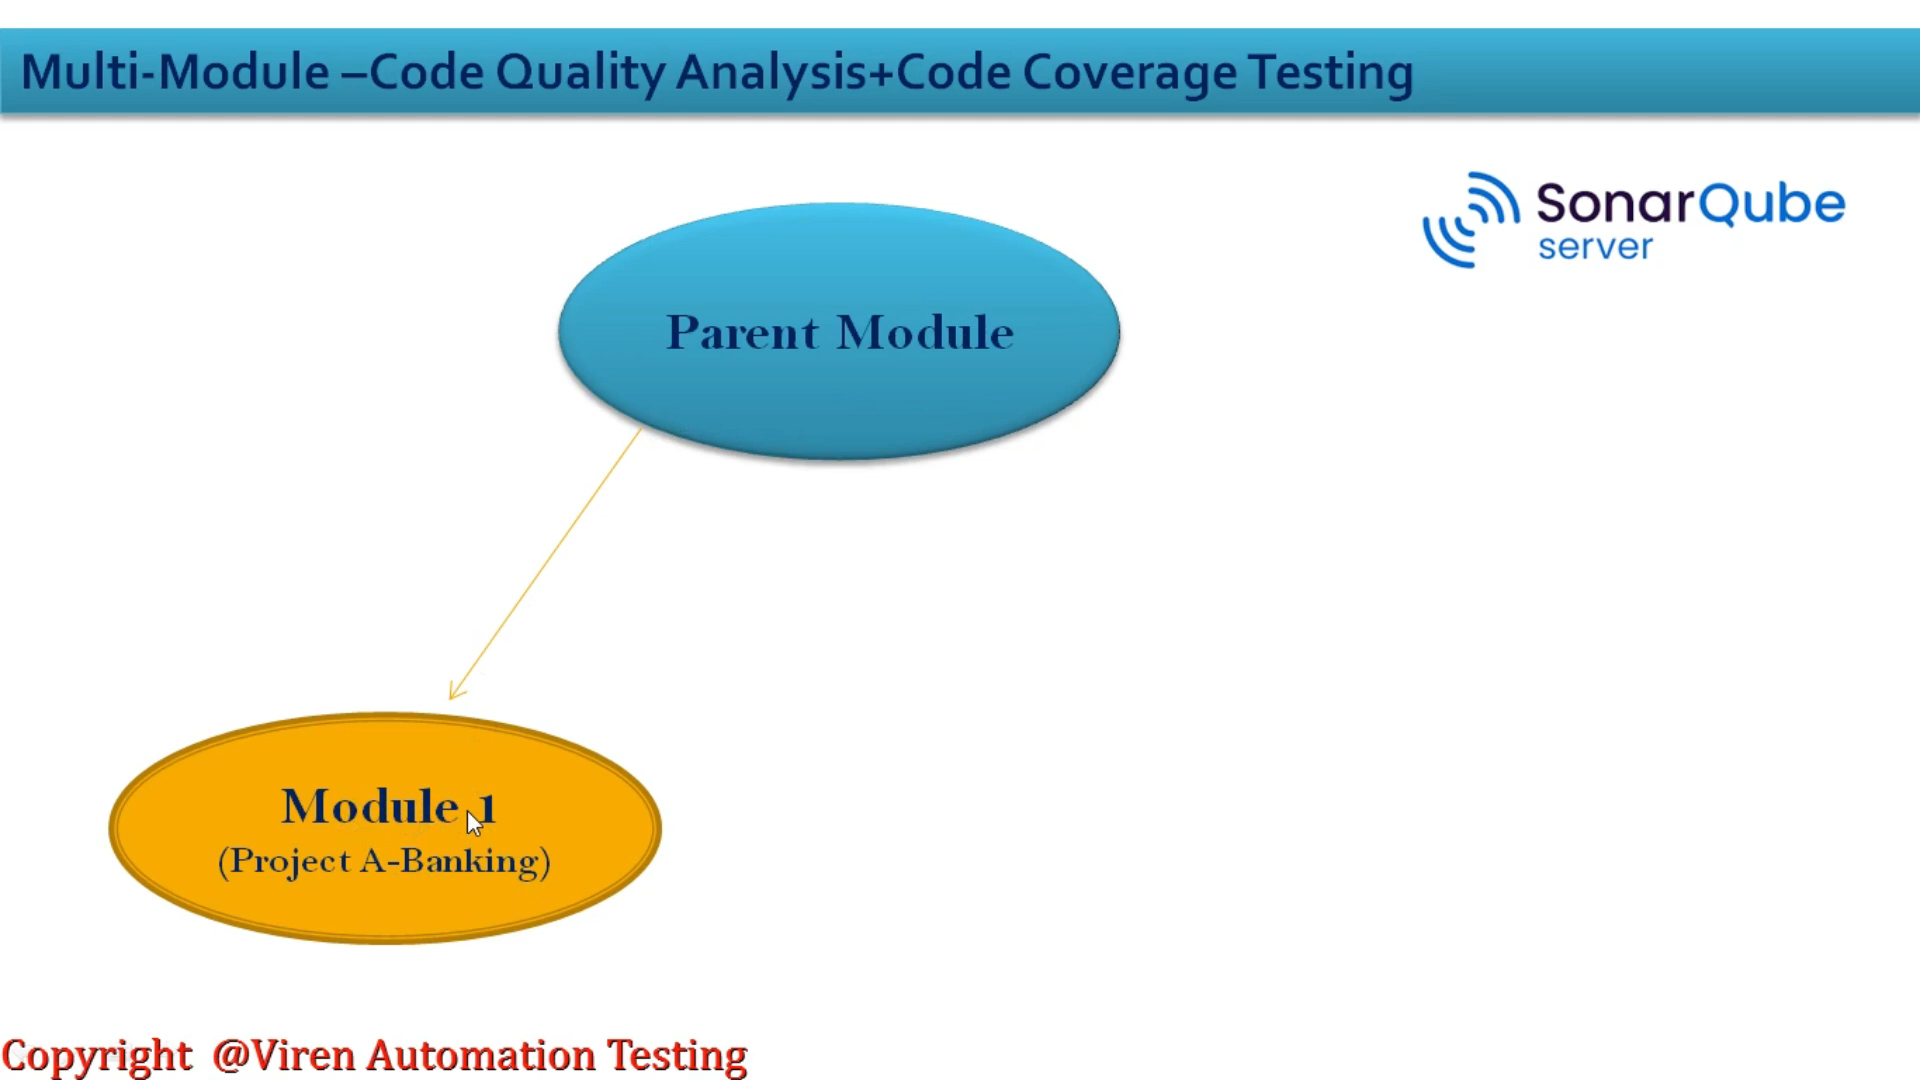 Multi-Module –Code Quality Analysis+Code Coverage Testing
SonarQube
server
Parent Module
Module 1
(Project A-Banking)
Copyright @Viren Automation Testing